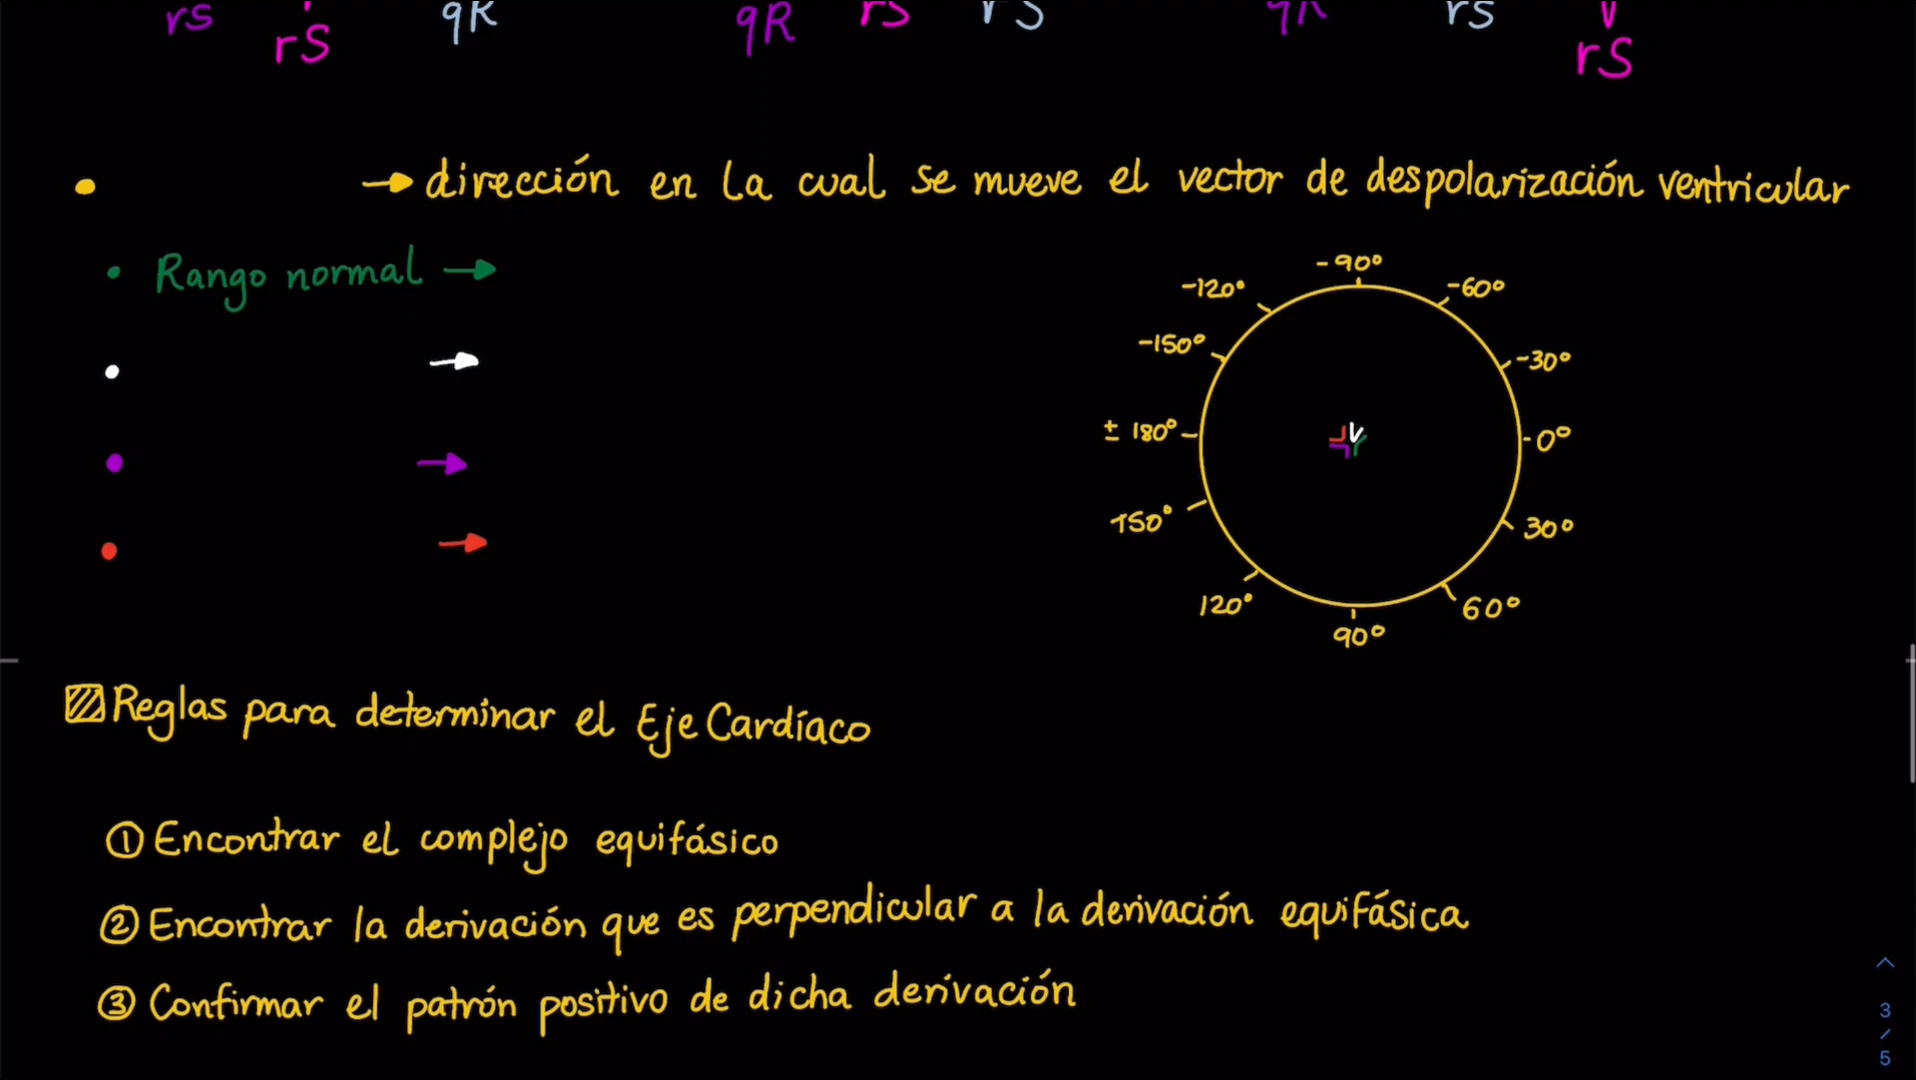 rs rS qR qR rS rS qR rs rS
• → dirección en la cual se mueve el vector de despolarización ventricular
• Rango normal →
• →
• →
• →
-90°
-120° -60°
-150° -30°
± 180° -0°
150° 30°
120° 60°
90°
Reglas para determinar el Eje Cardíaco
① Encontrar el complejo equifásico
② Encontrar la derivación que es perpendicular a la derivación equifásica
③ Confirmar el patrón positivo de dicha derivación
3
/
5